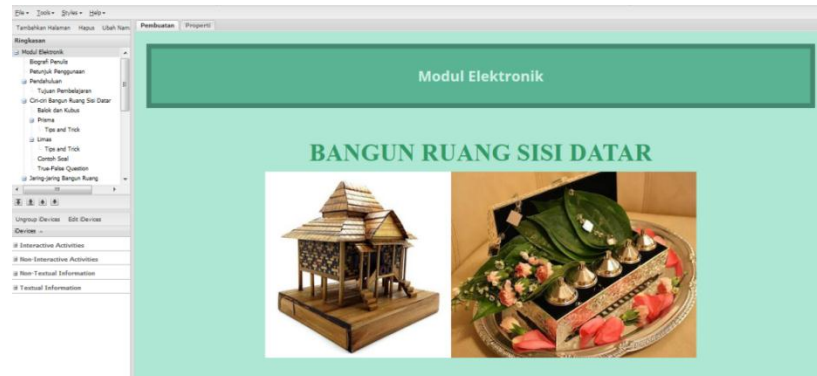 File Tools Styles Help
Tambahkan Halaman Hapus Ubah Nam
Pembuatan Properti
Ringkasan
Modul Elektronik
Biografi Penulis
Petunjuk Penggunaan
Pendahuluan
Tujuan Pembelajaran
Ciri-ciri Bangun Ruang Sisi Datar
Balok dan Kubus
Prisma
Tips and Trick
Limas
Tips and Trick
Contoh Soal
True-False Question
Jaring-jaring Bangun Ruang
Ungroup iDevices Edit iDevices
iDevices
Interactive Activities
Non-Interactive Activities
Non-Textual Information
Textual Information
Modul Elektronik
BANGUN RUANG SISI DATAR